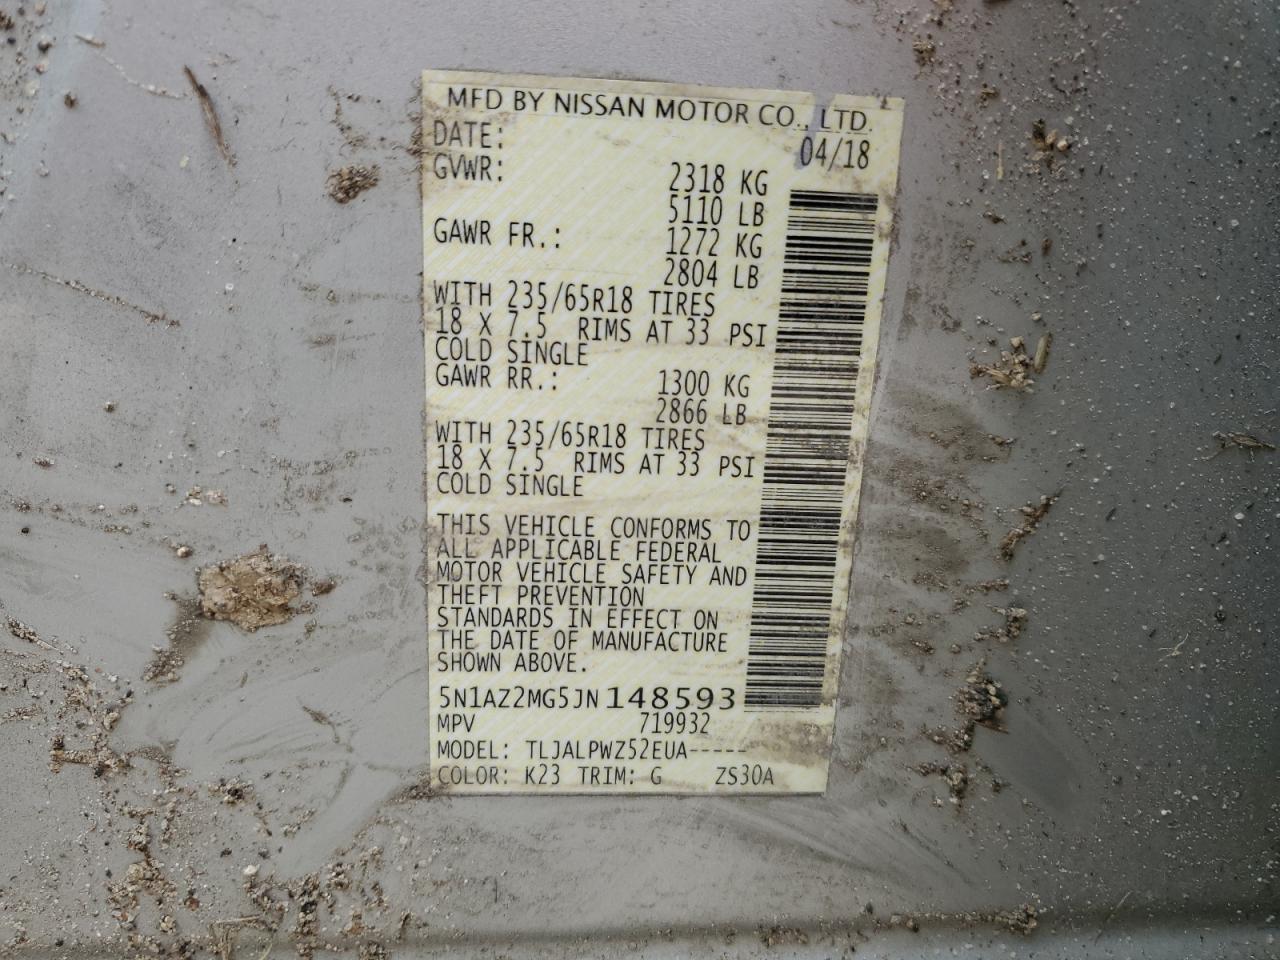 MFD BY NISSAN MOTOR CO., LTD.
DATE: 04/18
GVWR: 2318 KG
5110 LB
GAWR FR.: 1272 KG
2804 LB
WITH 235/65R18 TIRES
18 X 7.5 RIMS AT 33 PSI
COLD SINGLE
GAWR RR.: 1300 KG
2866 LB
WITH 235/65R18 TIRES
18 X 7.5 RIMS AT 33 PSI
COLD SINGLE
THIS VEHICLE CONFORMS TO
ALL APPLICABLE FEDERAL
MOTOR VEHICLE SAFETY AND
THEFT PREVENTION
STANDARDS IN EFFECT ON
THE DATE OF MANUFACTURE
SHOWN ABOVE.
5N1AZ2MG5JN148593
MPV 719932
MODEL: TLJALPWZ52EUA-----
COLOR: K23 TRIM: G ZS30A